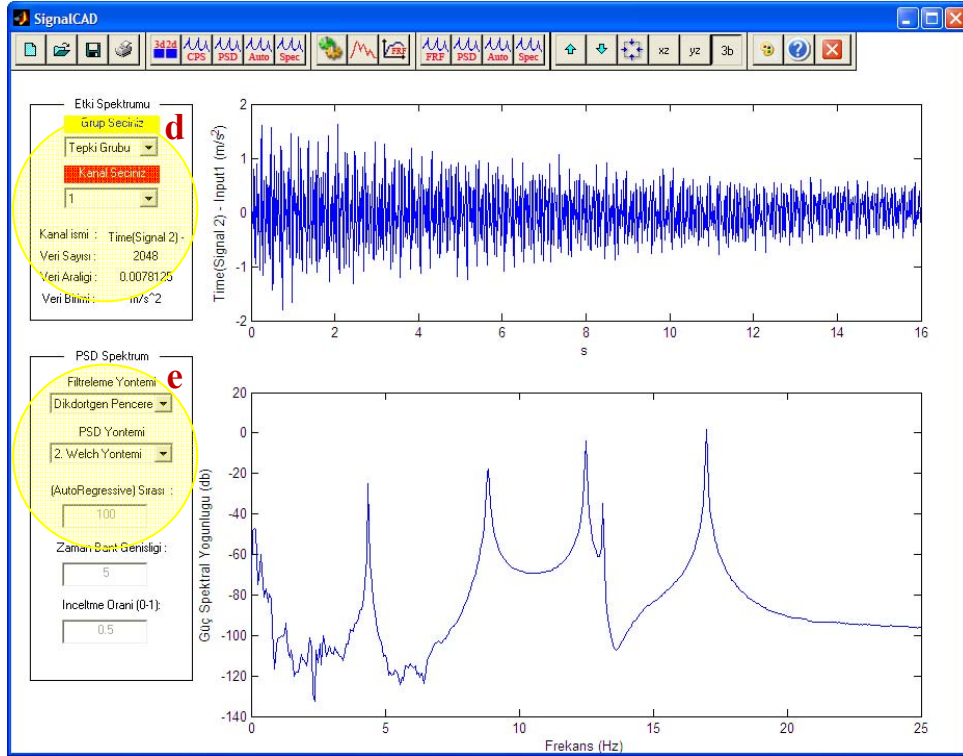 SignalCAD
3d2d
CPS
PSD
Auto
Spec
FRF
FRF
PSD
Auto
Spec
xz
yz
3b
Etki Spektrumu
Grup Seciniz
d
Tepki Grubu
Kanal Seciniz
1
Kanal ismi : Time(Signal 2) -
Veri Sayısı : 2048
Veri Araligi : 0.0078125
Veri Birimi : m/s^2
PSD Spektrum
Filtreleme Yontemi
e
Dikdortgen Pencere
PSD Yontemi
2. Welch Yontemi
(AutoRegressive) Sırası :
100
Zaman Bant Genisligi :
5
Inceltme Orani (0-1):
0.5
Time(Signal 2) - Input1 (m/s²)
2
1
0
-1
-2
0 2 4 6 8 10 12 14 16
s
Güç Spektral Yogunlugu (db)
20
0
-20
-40
-60
-80
-100
-120
-140
0 5 10 15 20 25
Frekans (Hz)